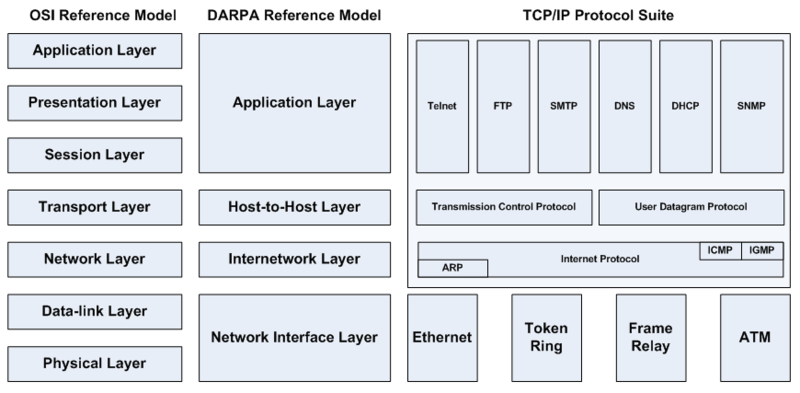 OSI Reference Model
DARPA Reference Model
TCP/IP Protocol Suite
Application Layer
Presentation Layer
Session Layer
Transport Layer
Network Layer
Data-link Layer
Physical Layer
Application Layer
Host-to-Host Layer
Internetwork Layer
Network Interface Layer
Telnet
FTP
SMTP
DNS
DHCP
SNMP
Transmission Control Protocol
User Datagram Protocol
Internet Protocol
ARP
ICMP
IGMP
Ethernet
Token
Ring
Frame
Relay
ATM